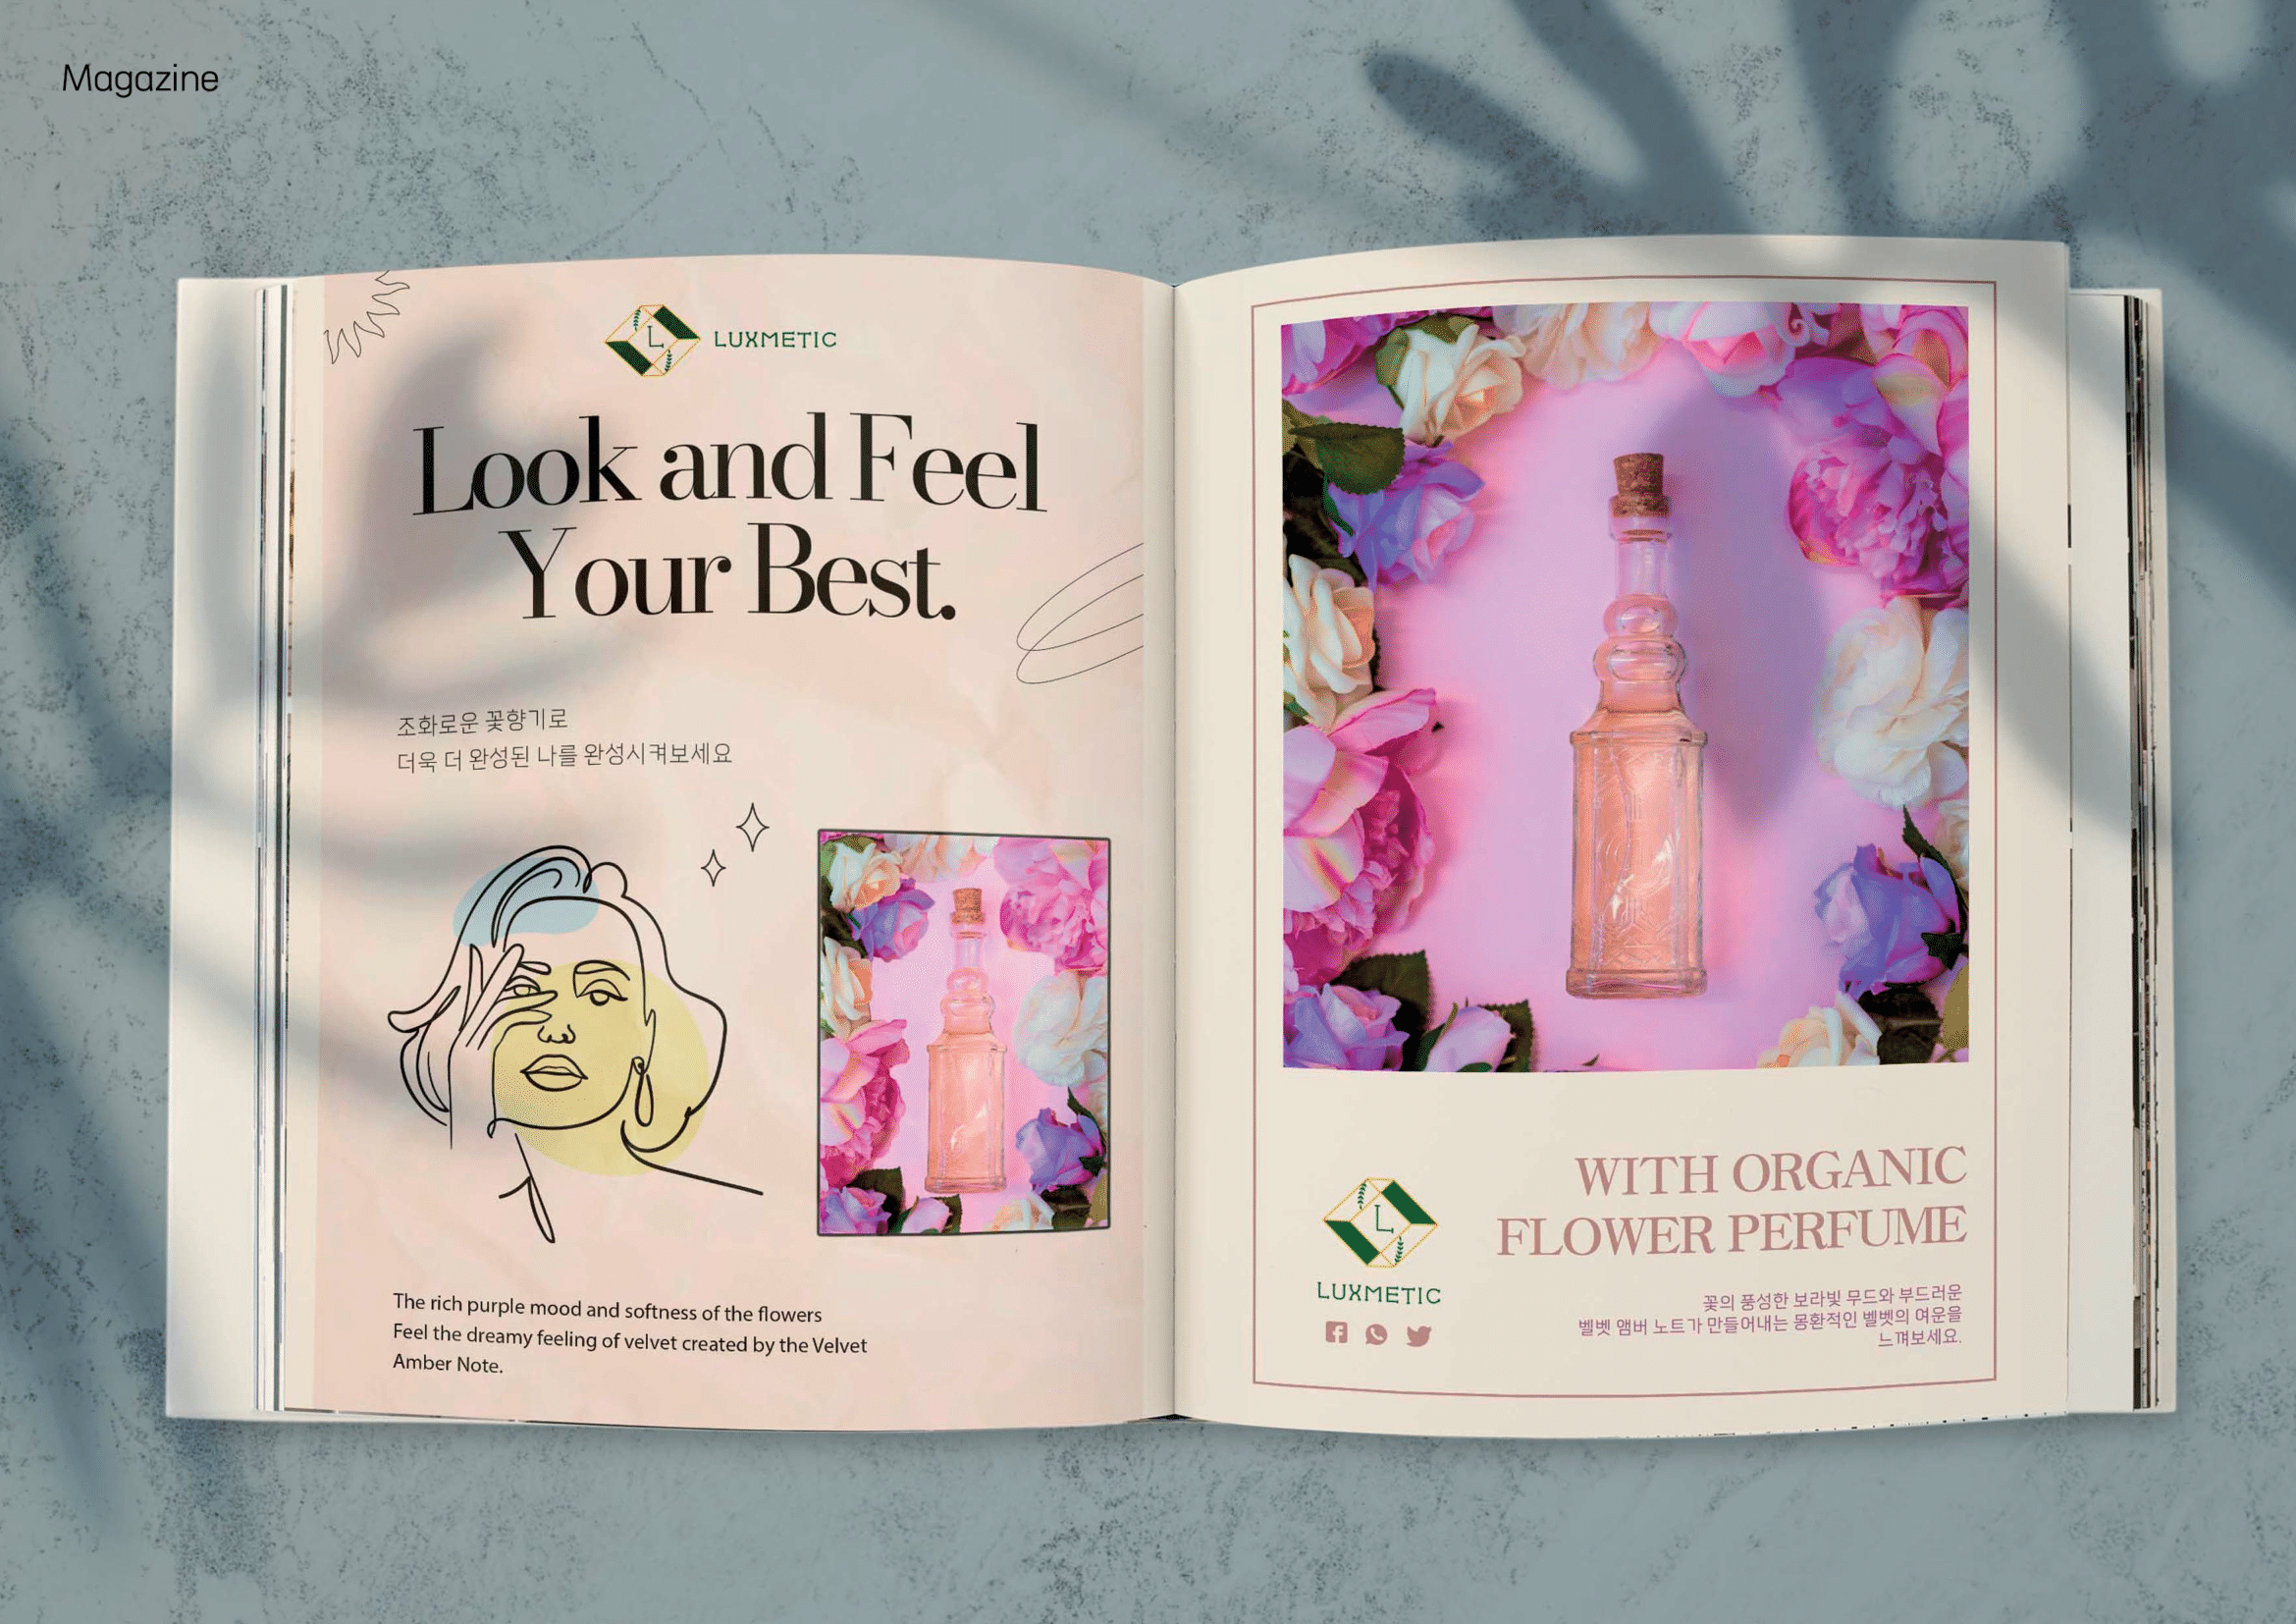 Magazine
L
LUXMETIC
Look and Feel
Your Best.
조화로운 꽃향기로
더욱 더 완성된 나를 완성시켜보세요
The rich purple mood and softness of the flowers
Feel the dreamy feeling of velvet created by the Velvet
Amber Note.
WITH ORGANIC
FLOWER PERFUME
L
LUXMETIC
꽃의 풍성한 보라빛 무드와 부드러운
벨벳 앰버 노트가 만들어내는 몽환적인 벨벳의 여운을
느껴보세요.